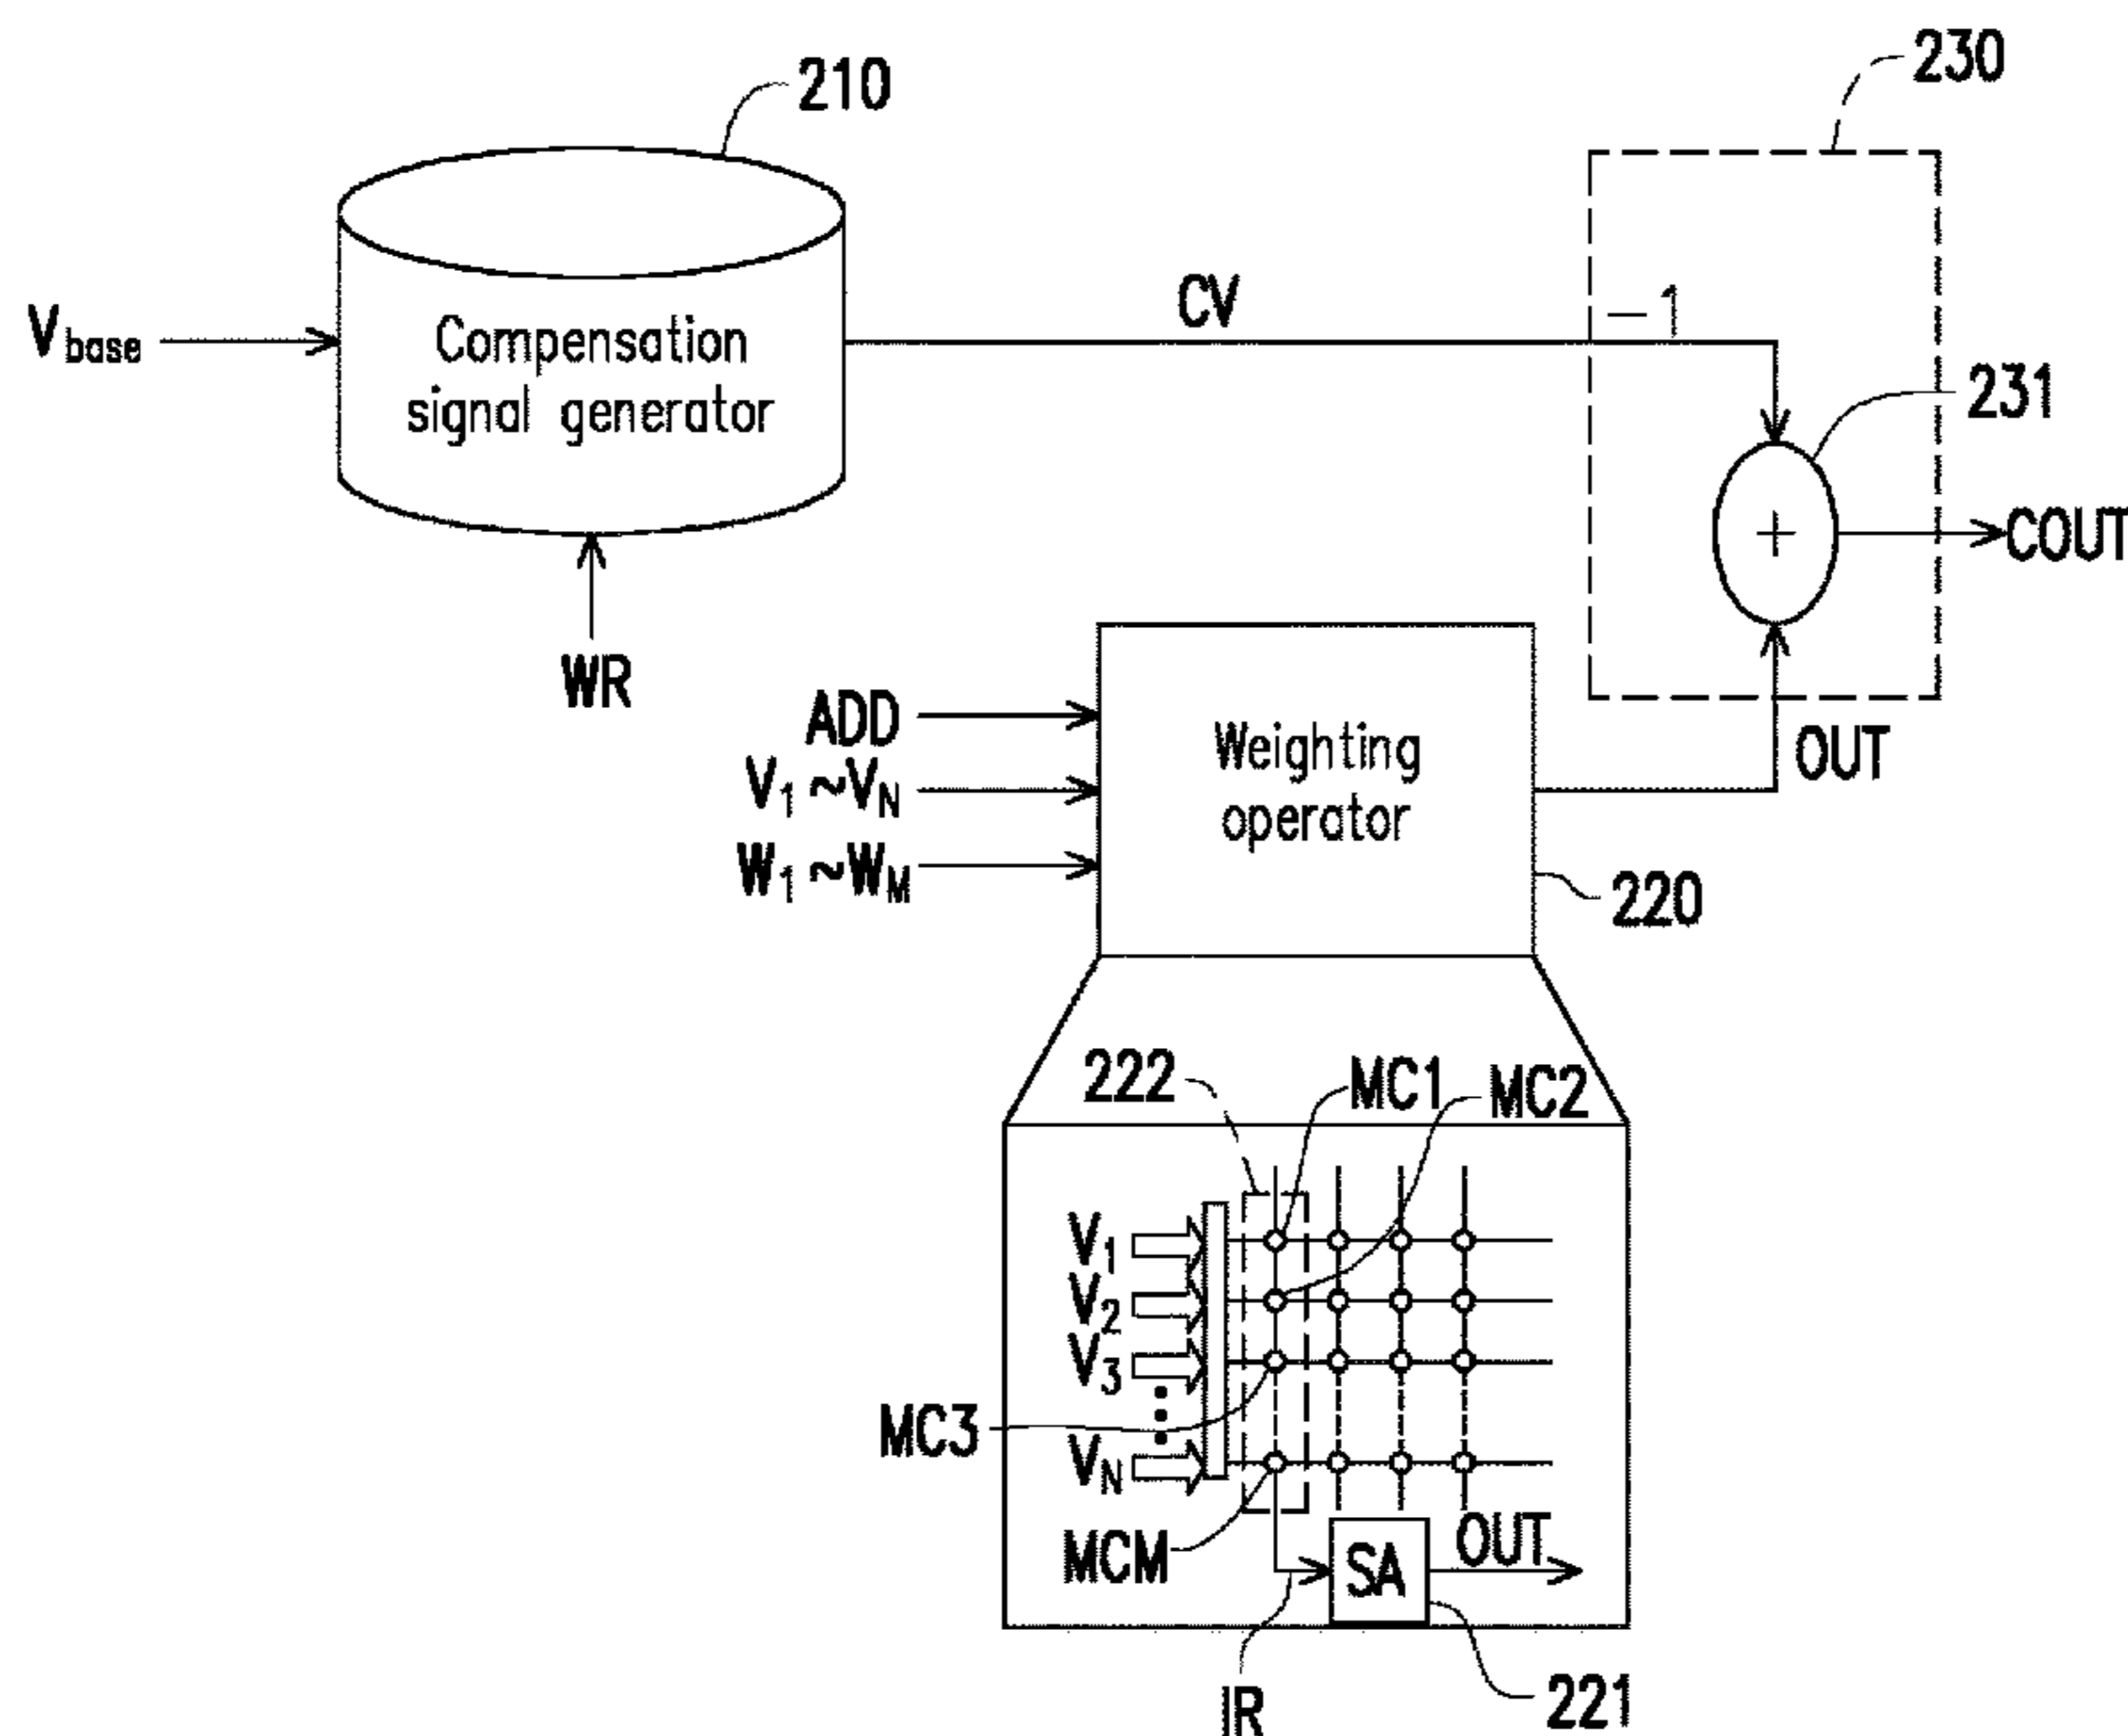 230
210
CV
-1
V base
Compensation
signal generator
231
+
COUT
WR
ADD
V1 ~VN
W1 ~WM
Weighting
operator
OUT
220
222
MC1
MC2
V1
V2
V3
MC3
VN
MCM
SA
OUT
IR
221